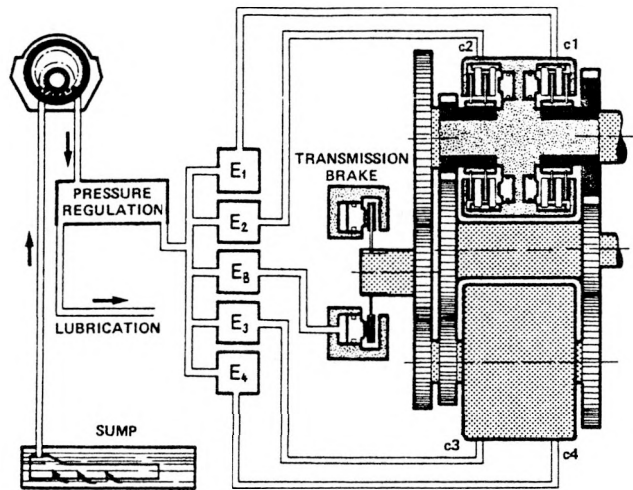 c2
c1
E1
TRANSMISSION
BRAKE
PRESSURE
REGULATION
E2
EB
LUBRICATION
E3
E4
SUMP
c3
c4